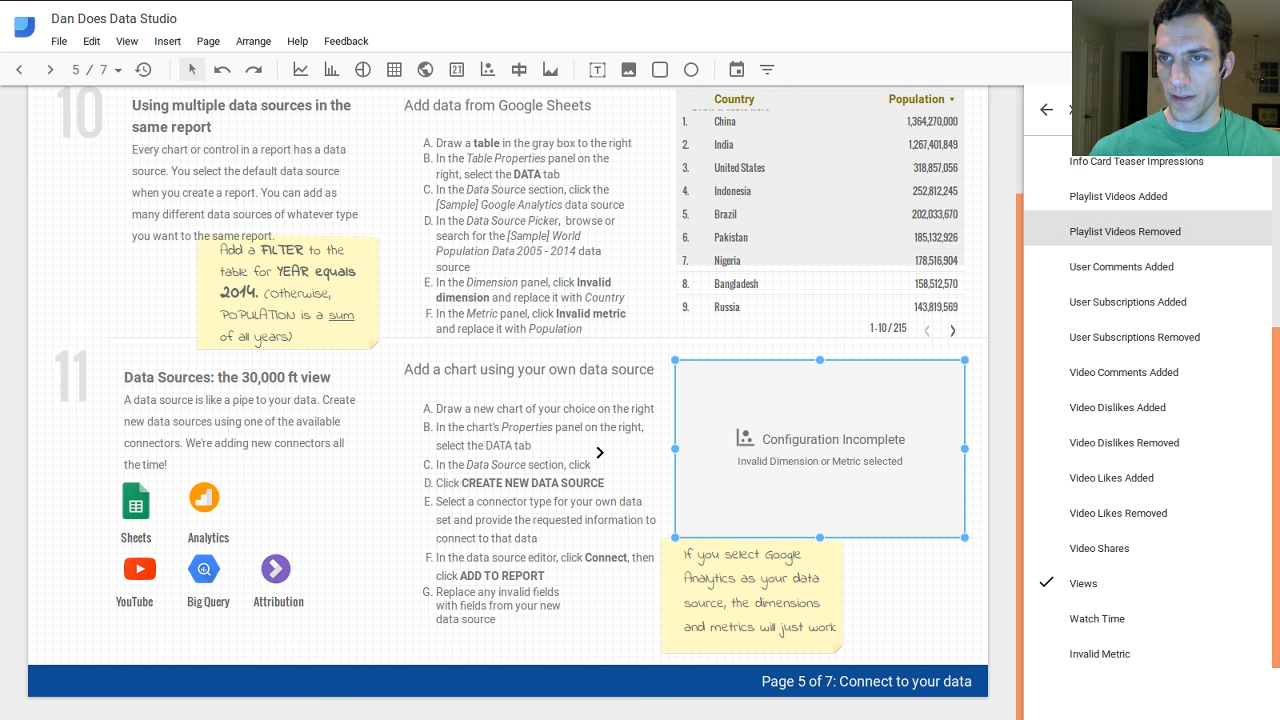 Dan Does Data Studio
File Edit View Insert Page Arrange Help Feedback
5 / 7
10
Using multiple data sources in the
same report
Every chart or control in a report has a data
source. You select the default data source
when you create a report. You can add as
many different data sources of whatever type
you want to the same report.
Add a FILTER to the
table for YEAR equals
2014. (Otherwise,
POPULATION is a sum
of all years)
Add data from Google Sheets
A. Draw a table in the gray box to the right
B. In the Table Properties panel on the
right, select the DATA tab
C. In the Data Source section, click the
[Sample] Google Analytics data source
D. In the Data Source Picker, browse or
search for the [Sample] World
Population Data 2005 - 2014 data
source
E. In the Dimension panel, click Invalid
dimension and replace it with Country
F. In the Metric panel, click Invalid metric
and replace it with Population
Country Population
1. China 1,364,270,000
2. India 1,267,401,849
3. United States 318,857,056
4. Indonesia 252,812,245
5. Brazil 202,033,670
6. Pakistan 185,132,926
7. Nigeria 178,516,904
8. Bangladesh 158,512,570
9. Russia 143,819,569
1-10 / 215
11
Data Sources: the 30,000 ft view
A data source is like a pipe to your data. Create
new data sources using one of the available
connectors. We're adding new connectors all
the time!
Sheets Analytics
YouTube Big Query Attribution
Add a chart using your own data source
A. Draw a new chart of your choice on the right
B. In the chart's Properties panel on the right,
select the DATA tab
C. In the Data Source section, click
D. Click CREATE NEW DATA SOURCE
E. Select a connector type for your own data
set and provide the requested information to
connect to that data
F. In the data source editor, click Connect, then
click ADD TO REPORT
G. Replace any invalid fields
with fields from your new
data source
Configuration Incomplete
Invalid Dimension or Metric selected
If you select Google
Analytics as your data
source, the dimensions
and metrics will just work
Page 5 of 7: Connect to your data
Info Card Teaser Impressions
Playlist Videos Added
Playlist Videos Removed
User Comments Added
User Subscriptions Added
User Subscriptions Removed
Video Comments Added
Video Dislikes Added
Video Dislikes Removed
Video Likes Added
Video Likes Removed
Video Shares
Views
Watch Time
Invalid Metric